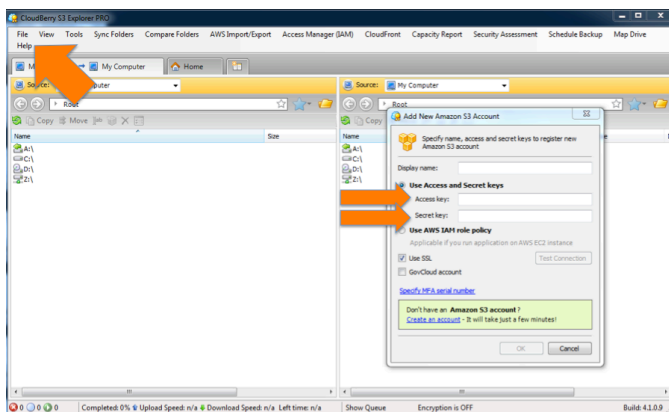 CloudBerry S3 Explorer PRO
File View Tools Sync Folders Compare Folders AWS Import/Export Access Manager (IAM) CloudFront Capacity Report Security Assessment Schedule Backup Map Drive
Help
My Computer Home
Source: My Computer
Root
Copy Move
Name Size
A:\
C:\
D:\
Z:\
Source: My Computer
Root
Copy
Name
A:\
C:\
D:\
Z:\
Add New Amazon S3 Account
Specify name, access and secret keys to register new
Amazon S3 account
Display name:
Use Access and Secret keys
Access key:
Secret key:
Use AWS IAM role policy
Applicable if you run application on AWS EC2 instance
Use SSL Test Connection
GovCloud account
Specify MFA serial number
Don't have an Amazon S3 account?
Create an account - It will take just a few minutes!
OK Cancel
0 0 0 Completed: 0% Upload Speed: n/a Download Speed: n/a Left time: n/a Show Queue Encryption is OFF Build: 4.1.0.9